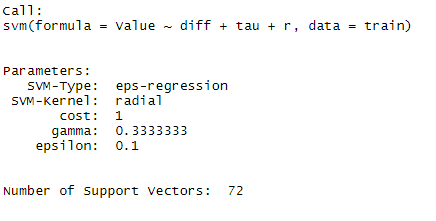 Call:
svm(formula = Value ~ diff + tau + r, data = train)
Parameters:
SVM-Type: eps-regression
SVM-Kernel: radial
cost: 1
gamma: 0.3333333
epsilon: 0.1
Number of Support Vectors: 72